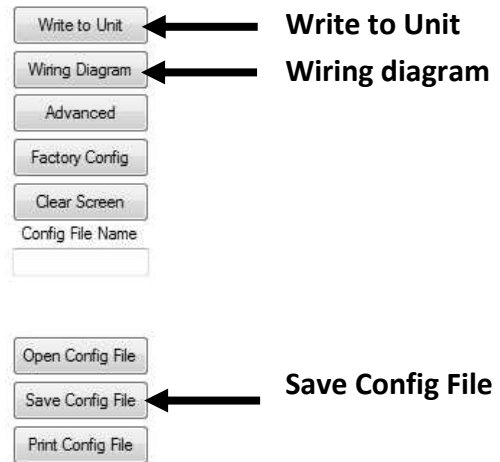 Write to Unit Write to Unit
Wiring Diagram Wiring diagram
Advanced
Factory Config
Clear Screen
Config File Name
Open Config File
Save Config File Save Config File
Print Config File